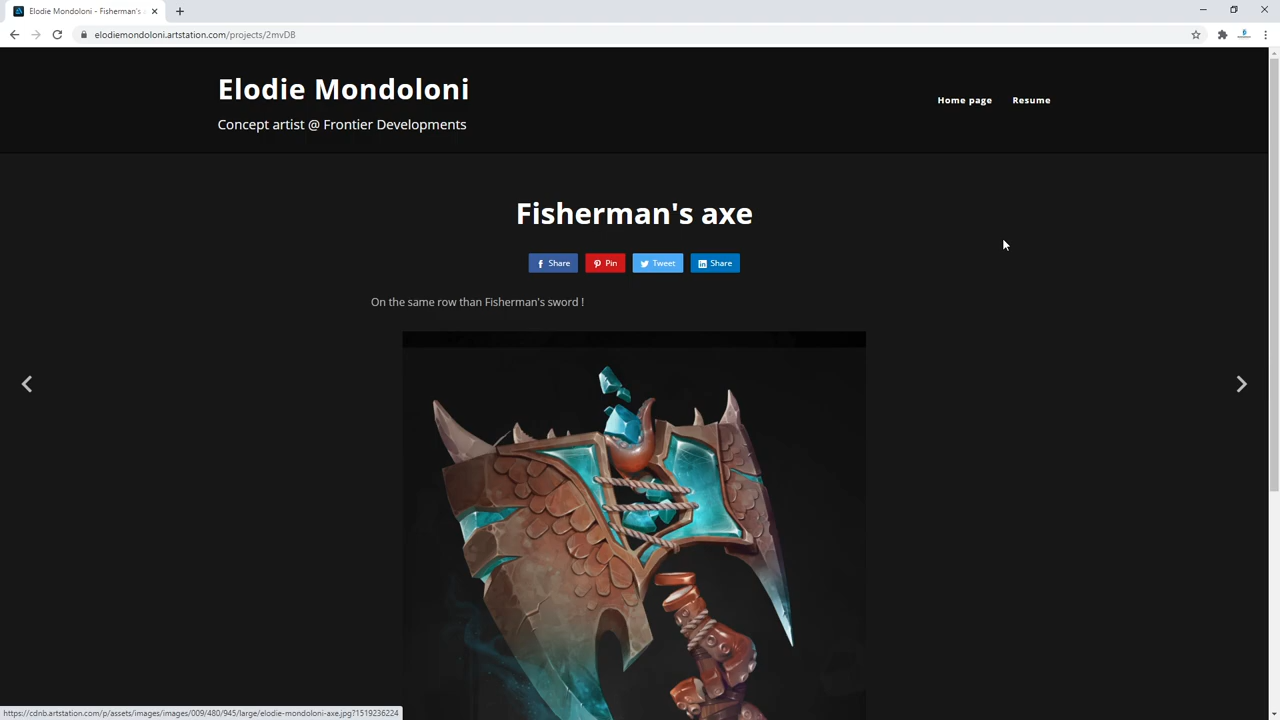 Elodie Mondoloni - Fisherman's a
elodiemondoloni.artstation.com/projects/2mvDB
Elodie Mondoloni
Concept artist @ Frontier Developments
Home page
Resume
Fisherman's axe
Share
Pin
Tweet
Share
On the same row than Fisherman's sword !
https://cdnb.artstation.com/p/assets/images/images/009/480/945/large/elodie-mondoloni-axe.jpg?1519236224